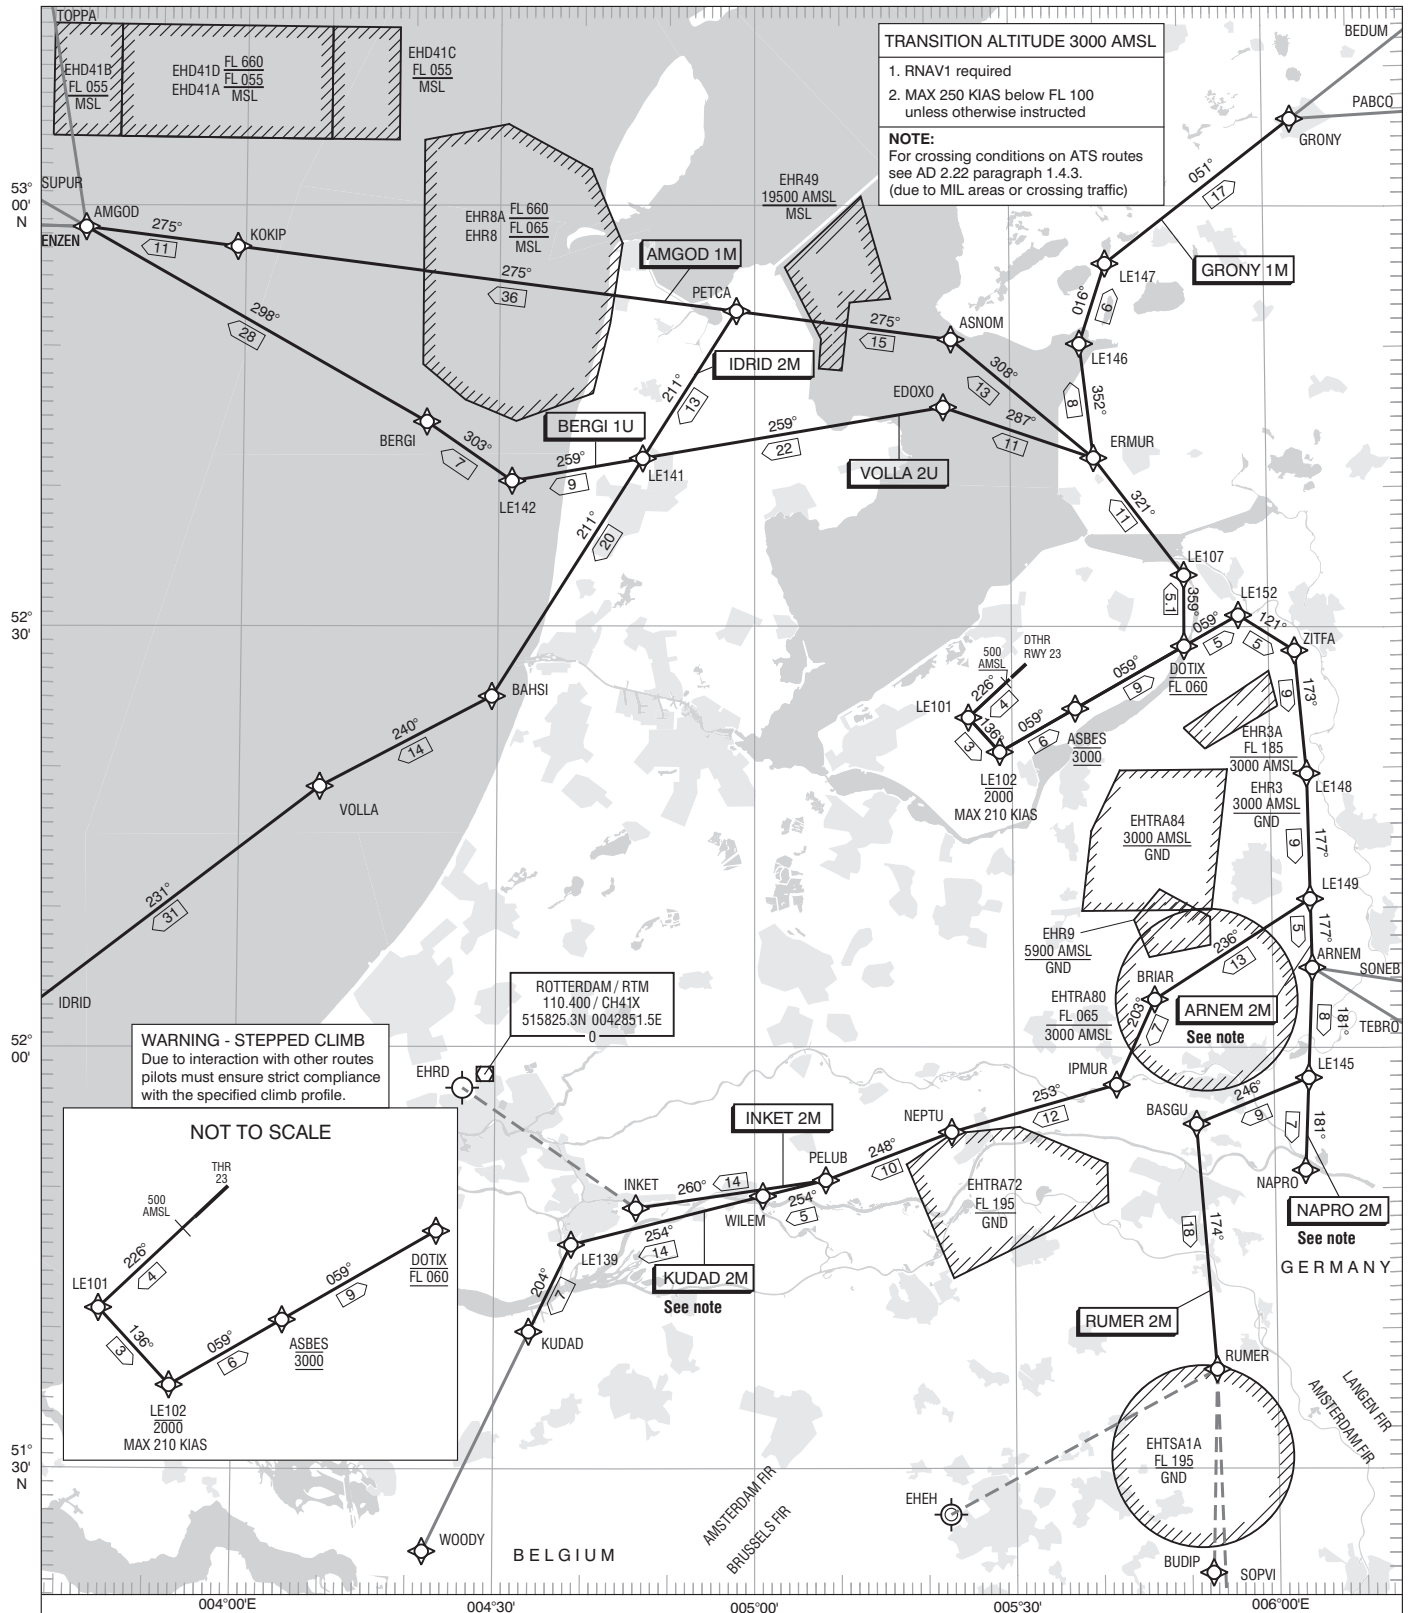 TOPPA
EHD41B
FL 055
MSL
EHD41D
EHD41A
FL 660
FL 055
MSL
EHD41C
FL 055
MSL
TRANSITION ALTITUDE 3000 AMSL
1. RNAV1 required
2. MAX 250 KIAS below FL 100
unless otherwise instructed
NOTE:
For crossing conditions on ATS routes
see AD 2.22 paragraph 1.4.3.
(due to MIL areas or crossing traffic)
BEDUM
PABCO
GRONY
051°
17
GRONY 1M
LE147
016°
9
LE146
352°
8
53°
00'
N
SUPUR
AMGOD
ENZEN
275°
11
KOKIP
EHR8A
EHR8
FL 660
FL 065
MSL
EHR49
19500 AMSL
MSL
AMGOD 1M
275°
36
PETCA
275°
15
ASNOM
298°
28
308°
13
IDRID 2M
211°
13
EDOXO
287°
11
ERMUR
BERGI
303°
7
BERGI 1U
259°
9
LE142
LE141
259°
22
VOLLA 2U
321°
11
211°
20
LE107
359°
5.1
LE152
059°
5
121°
5
ZITFA
52°
30'
DTHR
RWY 23
500
AMSL
226°
4
LE101
136°
3
059°
6
059°
9
DOTIX
FL 060
ASBES
3000
LE102
2000
MAX 210 KIAS
173°
9
EHR3A
FL 185
3000 AMSL
EHR3
3000 AMSL
GND
LE148
BAHSI
240°
14
VOLLA
231°
31
IDRID
EHTRA84
3000 AMSL
GND
177°
9
LE149
EHR9
5900 AMSL
GND
236°
13
177°
5
ARNEM
SONEB
TEBRO
BRIAR
EHTRA80
FL 065
3000 AMSL
203°
7
ARNEM 2M
See note
181°
8
ROTTERDAM / RTM
110.400 / CH41X
515825.3N 0042851.5E
0
52°
00'
WARNING - STEPPED CLIMB
Due to interaction with other routes
pilots must ensure strict compliance
with the specified climb profile.
EHRD
IPMUR
LE145
253°
12
246°
9
BASGU
181°
7
NAPRO
NEPTU
INKET 2M
248°
10
PELUB
INKET
260°
14
WILEM
254°
5
EHTRA72
FL 195
GND
NAPRO 2M
See note
174°
18
GERMANY
254°
14
LE139
KUDAD 2M
See note
204°
7
KUDAD
RUMER 2M
RUMER
NOT TO SCALE
THR
23
500
AMSL
226°
4
LE101
136°
3
059°
6
059°
9
DOTIX
FL 060
ASBES
3000
LE102
2000
MAX 210 KIAS
LANGEN FIR
AMSTERDAM FIR
51°
30'
N
EHTSA1A
FL 195
GND
EHEH
AMSTERDAM FIR
BRUSSELS FIR
WOODY
BELGIUM
BUDIP
SOPVI
004°00'E
004°30'
005°00'
005°30'
006°00'E